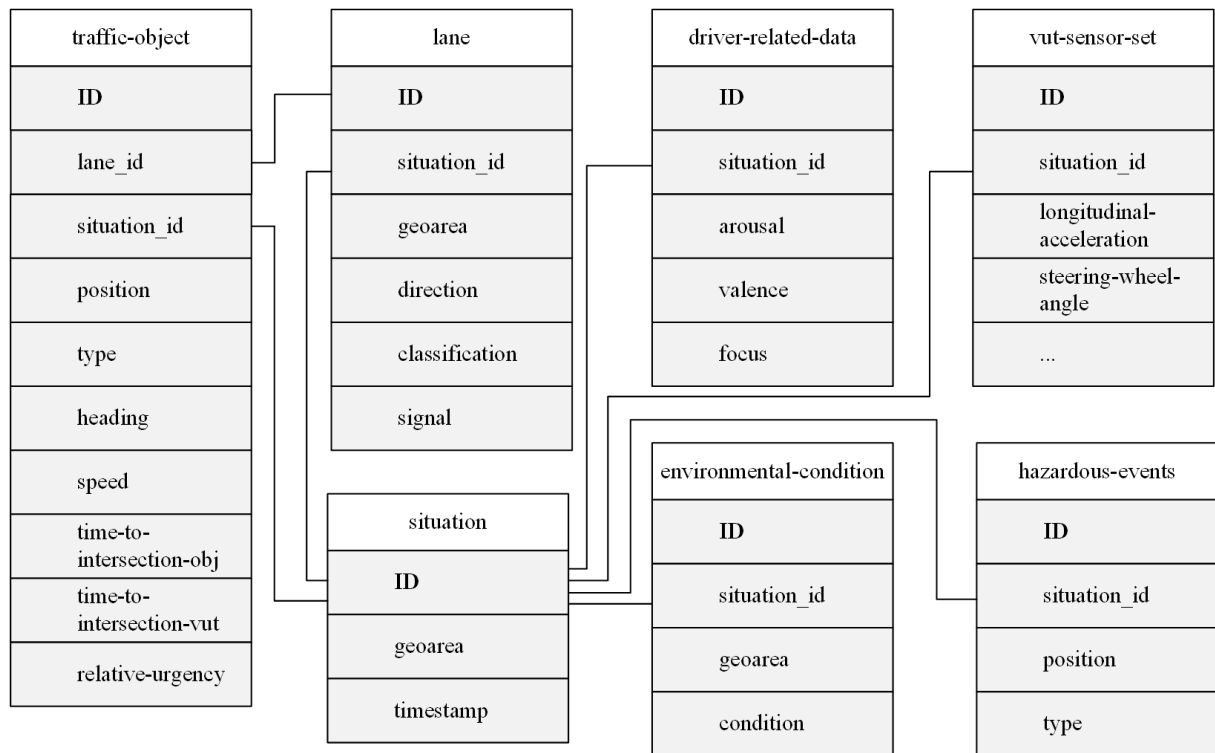 traffic-object
ID
lane_id
situation_id
position
type
heading
speed
time-to-
intersection-obj
time-to-
intersection-vut
relative-urgency
lane
ID
situation_id
geoarea
direction
classification
signal
driver-related-data
ID
situation_id
arousal
valence
focus
vut-sensor-set
ID
situation_id
longitudinal-
acceleration
steering-wheel-
angle
...
situation
ID
geoarea
timestamp
environmental-condition
ID
situation_id
geoarea
condition
hazardous-events
ID
situation_id
position
type